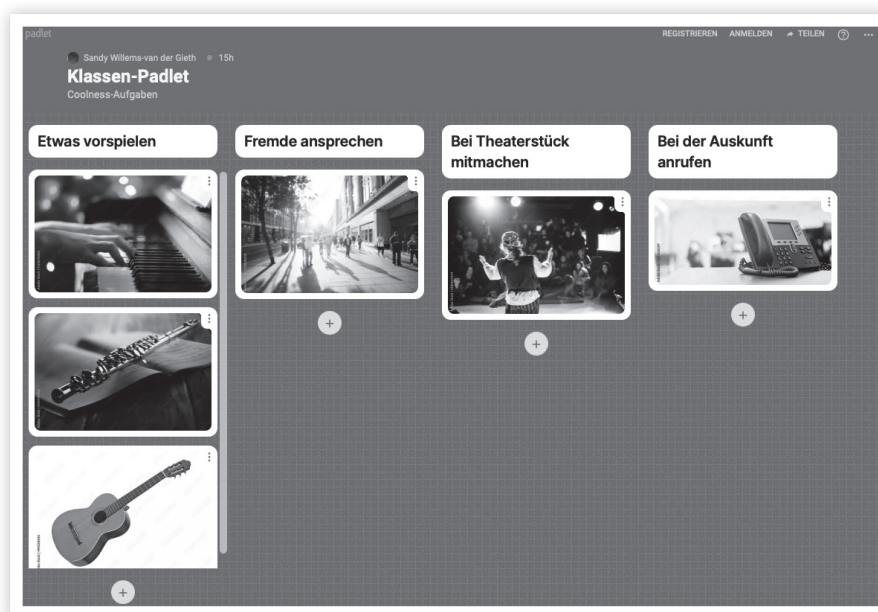 padlet
REGISTRIEREN ANMELDEN TEILEN
Sandy Willems-van der Gieth 15h
Klassen-Padlet
Coolness-Aufgaben
Etwas vorspielen
Fremde ansprechen
Bei Theaterstück
mitmachen
Bei der Auskunft
anrufen